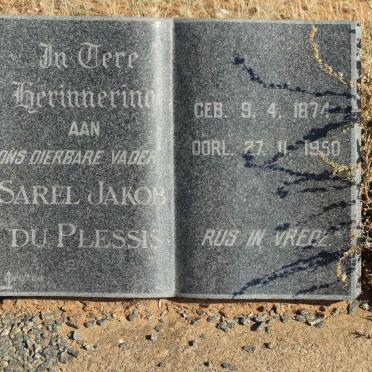 In Tere
Herinnering
AAN
ONS DIERBARE VADER
SAREL JAKOB
DU PLESSIS
GEB. 9. 4. 1874
OORL. 27. 11. 1950
RUS IN VREDE